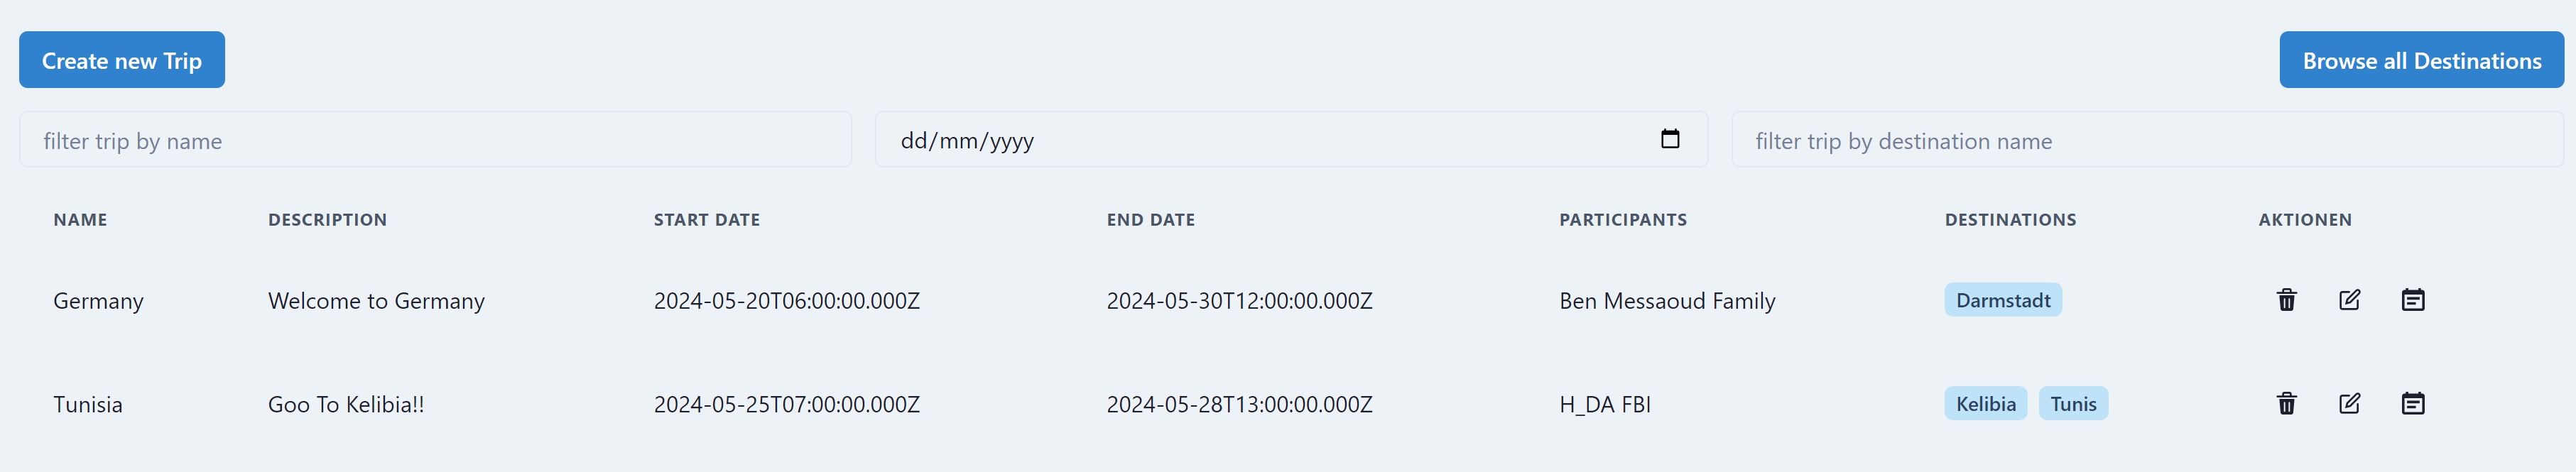 Create new Trip Browse all Destinations
filter trip by name dd/mm/yyyy filter trip by destination name
NAME DESCRIPTION START DATE END DATE PARTICIPANTS DESTINATIONS AKTIONEN
Germany Welcome to Germany 2024-05-20T06:00:00.000Z 2024-05-30T12:00:00.000Z Ben Messaoud Family Darmstadt
Tunisia Goo To Kelibia!! 2024-05-25T07:00:00.000Z 2024-05-28T13:00:00.000Z H_DA FBI Kelibia Tunis